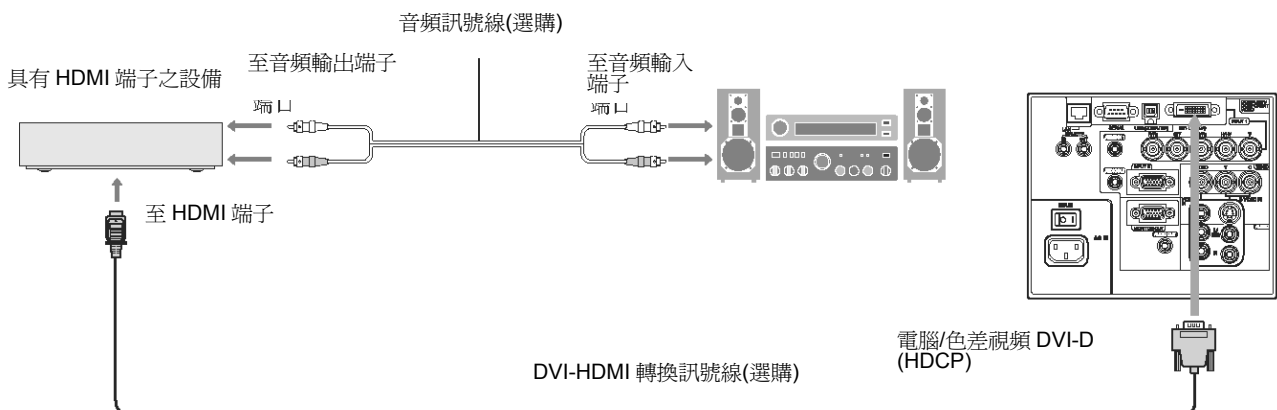 音頻訊號線(選購)
至音頻輸出端子
至音頻輸入
端子
具有 HDMI 端子之設備
端口
端口
至 HDMI 端子
電腦/色差視頻 DVI-D
(HDCP)
DVI-HDMI 轉換訊號線(選購)